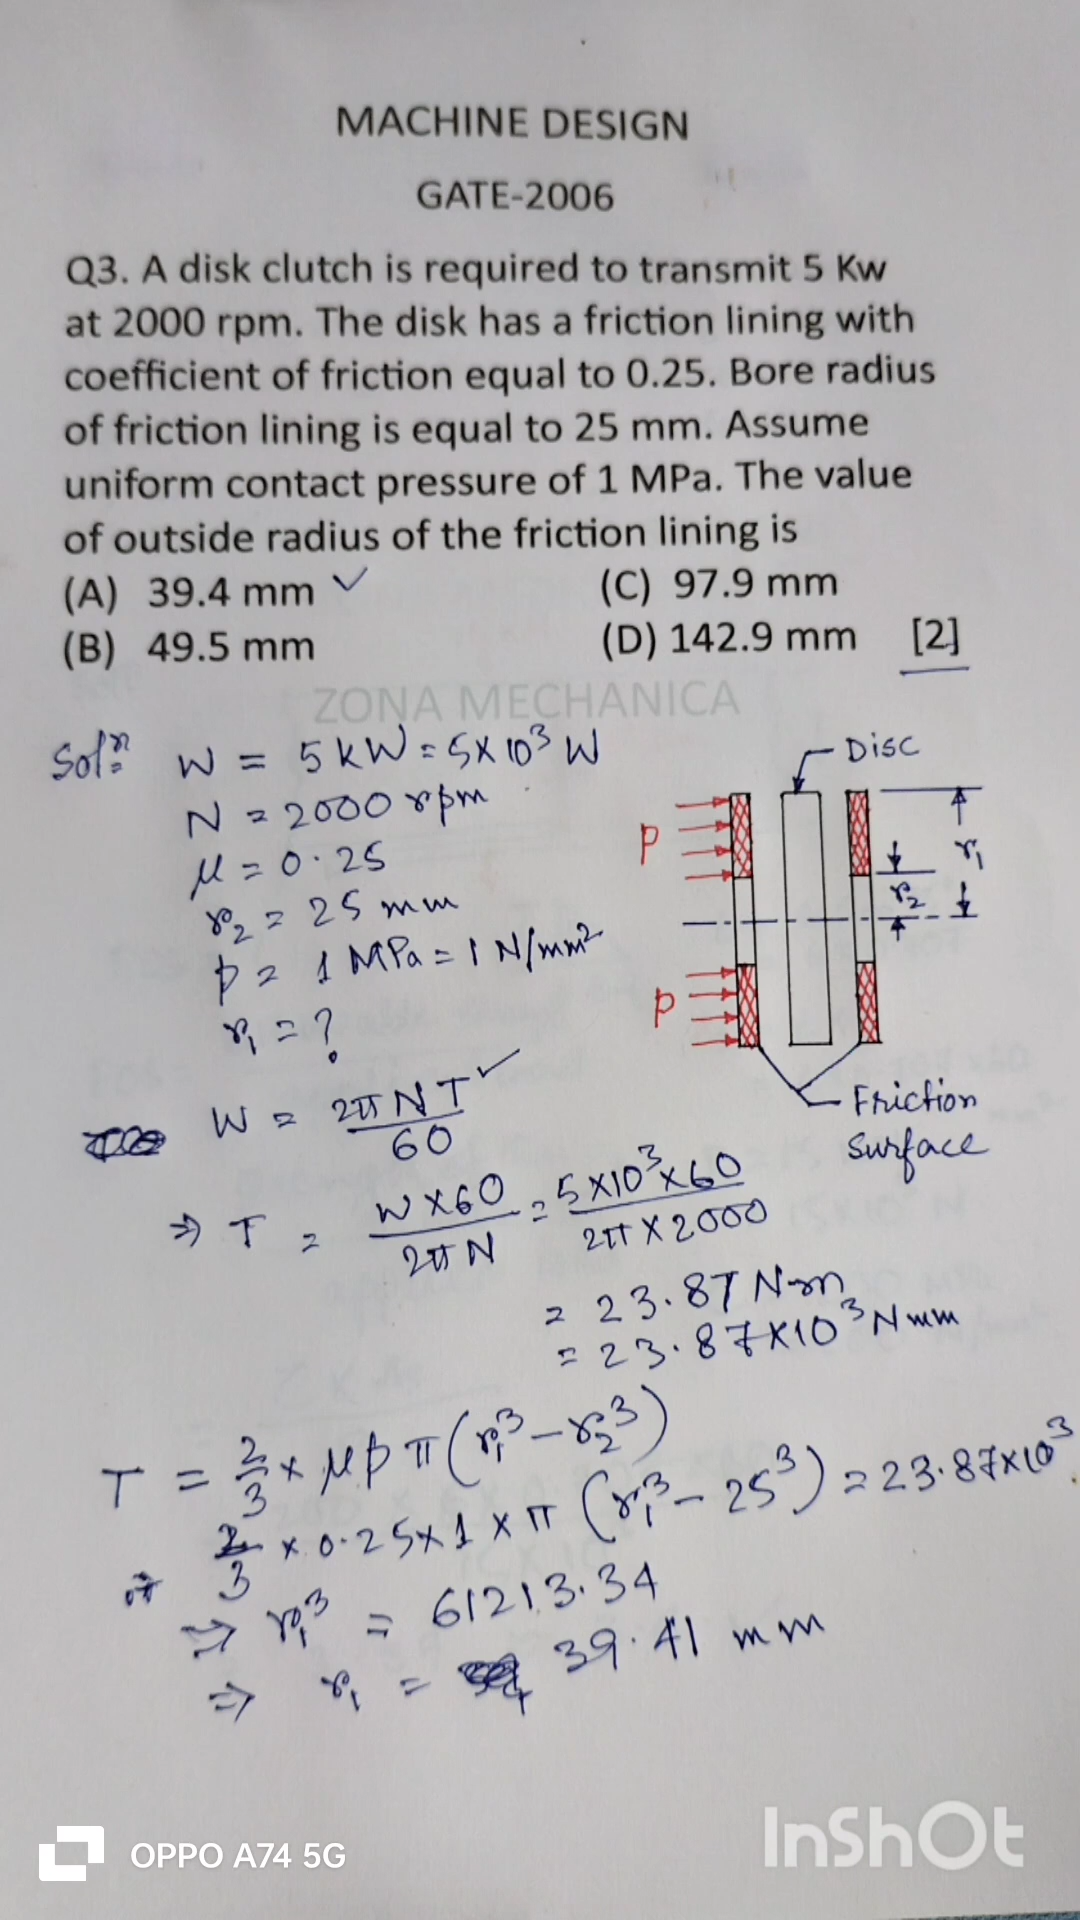 MACHINE DESIGN
GATE-2006
Q3. A disk clutch is required to transmit 5 Kw
at 2000 rpm. The disk has a friction lining with
coefficient of friction equal to 0.25. Bore radius
of friction lining is equal to 25 mm. Assume
uniform contact pressure of 1 MPa. The value
of outside radius of the friction lining is
(A) 39.4 mm ✓ (C) 97.9 mm
(B) 49.5 mm (D) 142.9 mm [2]
ZONA MECHANICA
Solⁿ: W = 5 kW = 5×10³ W
N = 2000 rpm
μ = 0.25
r₂ = 25 mm
p = 1 MPa = 1 N/mm²
r₁ = ?
Disc
p
r₁
r₂
p
Friction
surface
W = 2πNT/60 ✓
⇒ T = W×60/2πN = 5×10³×60/2π×2000
= 23.87 N-m
= 23.87×10³ N mm
T = 2/3 × μ p π (r₁³ – r₂³)
2/3 × 0.25×1×π (r₁³ – 25³) = 23.87×10³
⇒ r₁³ = 61213.34
⇒ r₁ = 39.41 mm
OPPO A74 5G
InShOt